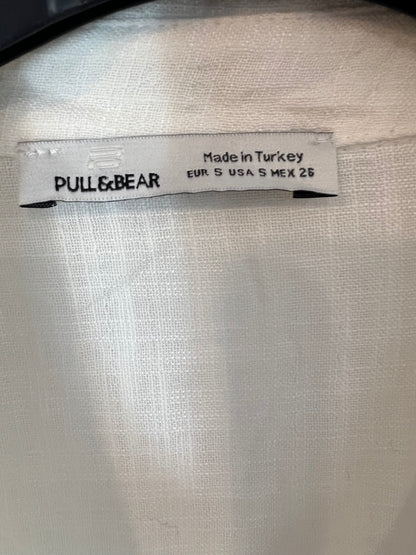 PULL&BEAR
Made in Turkey
EUR S USA S MEX 26